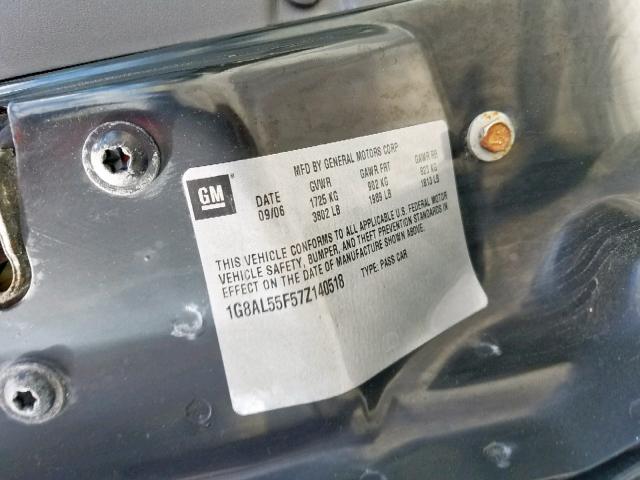 GM
MFD BY GENERAL MOTORS CORP
DATE GVWR GAWR FRT GAWR RR
09/06 1725 KG 902 KG 823 KG
3802 LB 1989 LB 1813 LB
THIS VEHICLE CONFORMS TO ALL APPLICABLE U.S. FEDERAL MOTOR
VEHICLE SAFETY, BUMPER, AND THEFT PREVENTION STANDARDS IN
EFFECT ON THE DATE OF MANUFACTURE SHOWN ABOVE.
1G8AL55F57Z140518 TYPE: PASS CAR